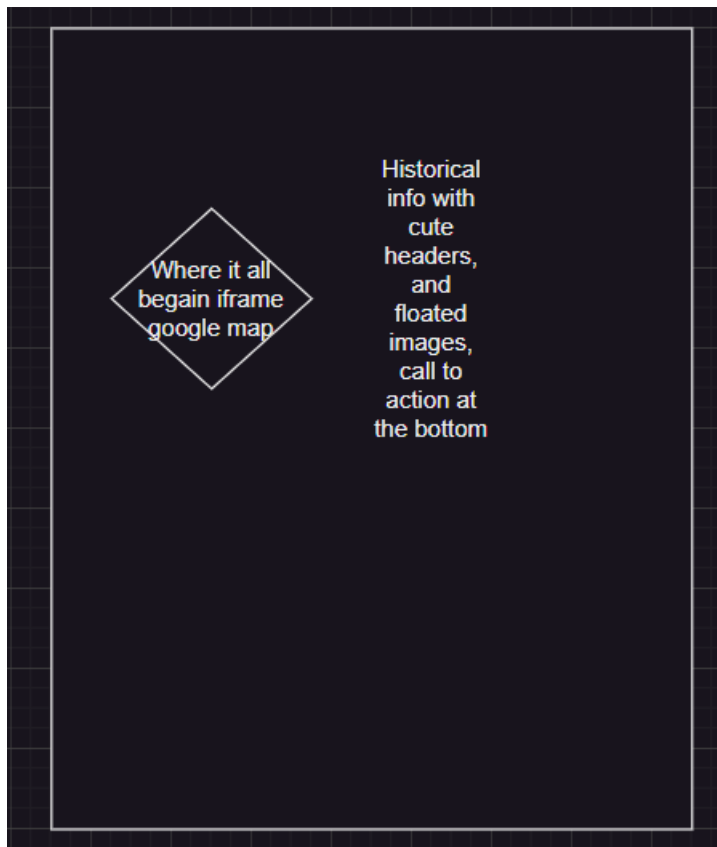 Where it all
begain iframe
google map
Historical
info with
cute
headers,
and
floated
images,
call to
action at
the bottom